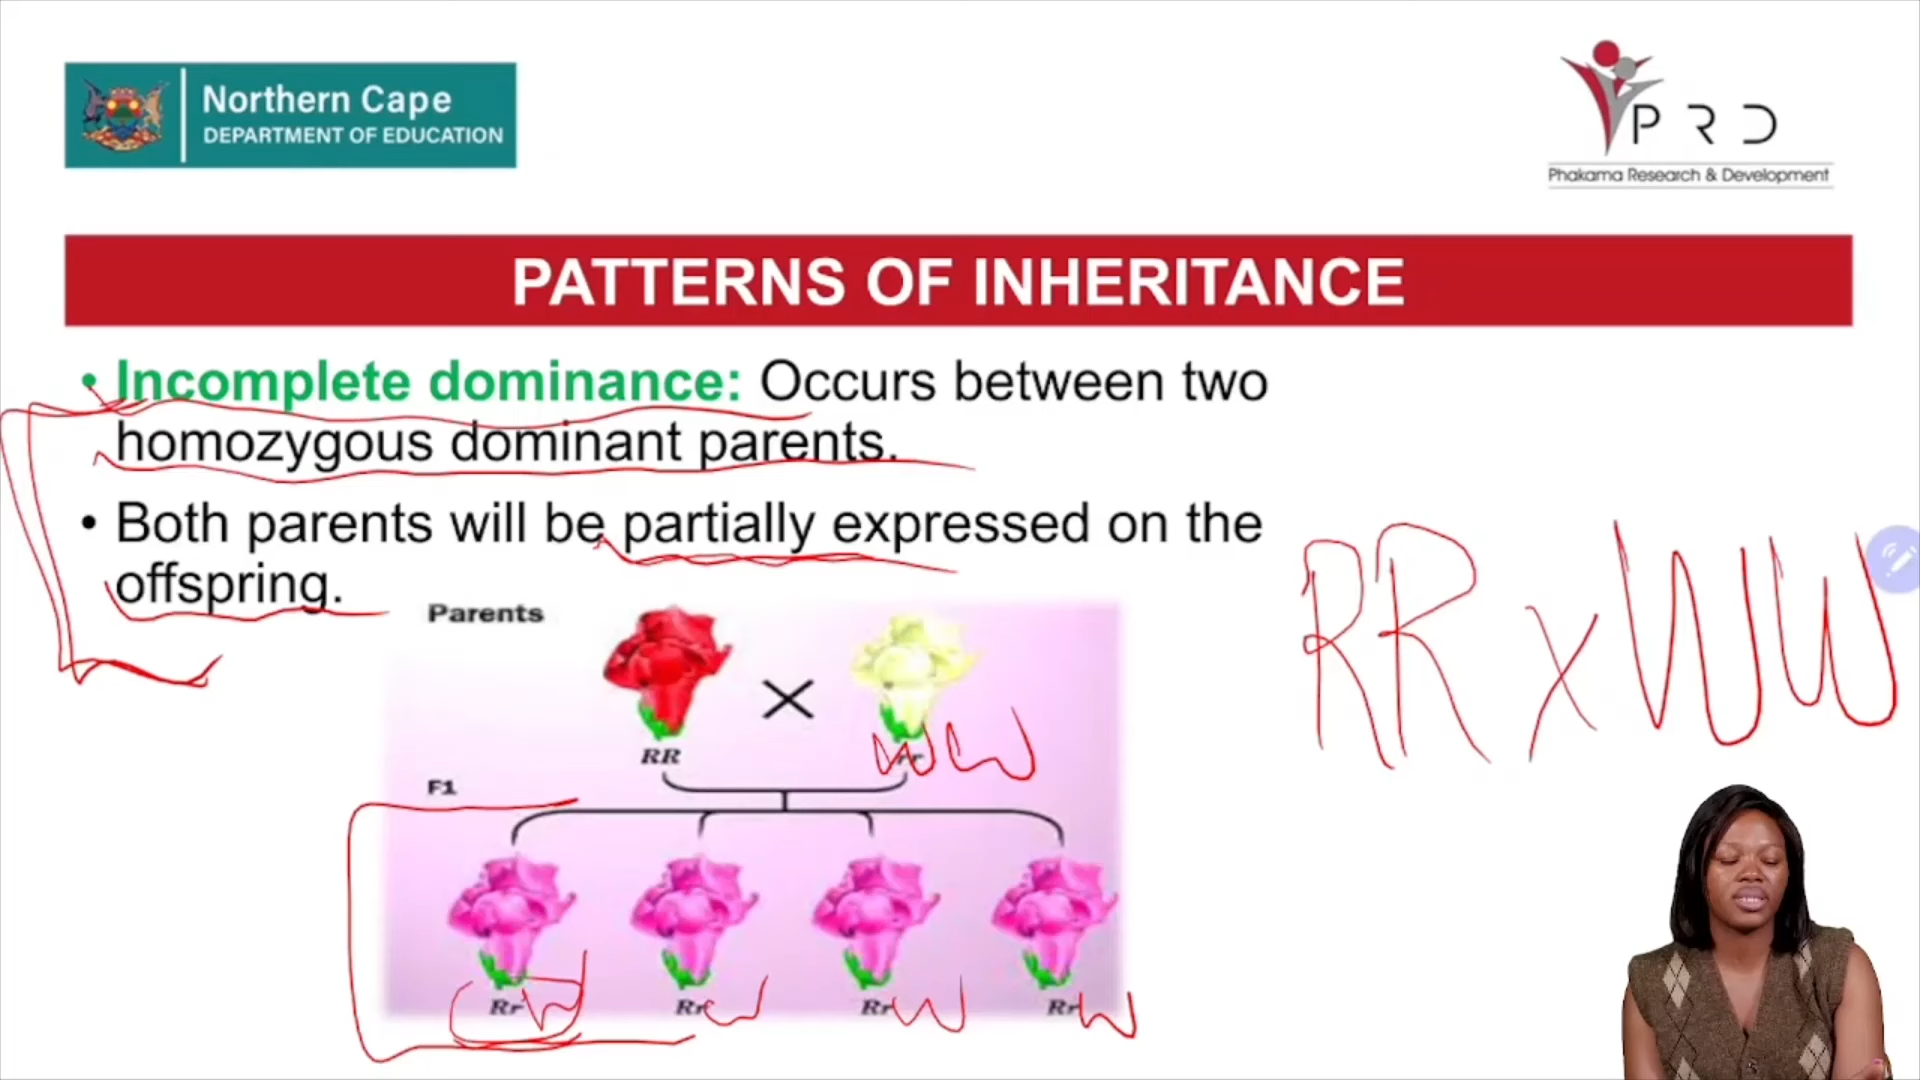 Northern Cape
DEPARTMENT OF EDUCATION
PRD
Phakama Research & Development
PATTERNS OF INHERITANCE
• Incomplete dominance: Occurs between two
homozygous dominant parents.
• Both parents will be partially expressed on the
offspring.
RR x WW
Parents
RR
WW
F1
Rr W
Rr W
Rr W
Rr W